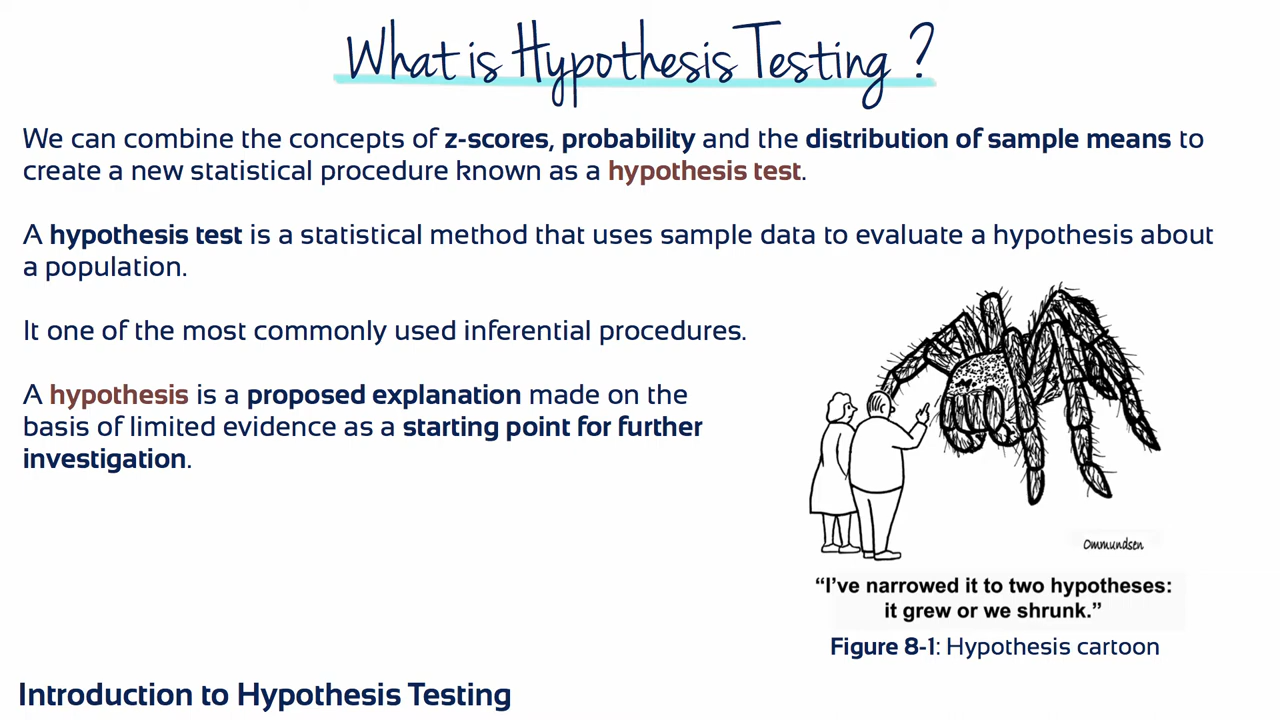 What is Hypothesis Testing ?
We can combine the concepts of z-scores, probability and the distribution of sample means to
create a new statistical procedure known as a hypothesis test.
A hypothesis test is a statistical method that uses sample data to evaluate a hypothesis about
a population.
It one of the most commonly used inferential procedures.
A hypothesis is a proposed explanation made on the
basis of limited evidence as a starting point for further
investigation.
Ommundsen
“I’ve narrowed it to two hypotheses:
it grew or we shrunk.”
Figure 8-1: Hypothesis cartoon
Introduction to Hypothesis Testing